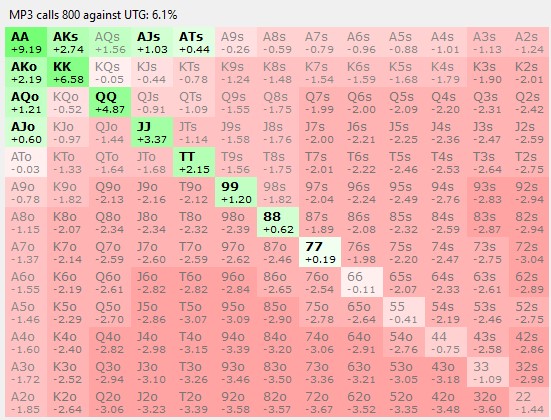 MP3 calls 800 against UTG: 6.1%
AA AKs AQs AJs ATs A9s A8s A7s A6s A5s A4s A3s A2s
+9.19 +2.74 +1.56 +1.03 +0.44 -0.26 -0.59 -0.79 -0.96 -0.88 -1.01 -1.13 -1.24
AKo KK KQs KJs KTs K9s K8s K7s K6s K5s K4s K3s K2s
+2.19 +6.58 -0.05 -0.44 -0.78 -1.24 -1.48 -1.54 -1.59 -1.68 -1.79 -1.90 -2.01
AQo KQo QQ QJs QTs Q9s Q8s Q7s Q6s Q5s Q4s Q3s Q2s
+1.21 -0.52 +4.87 -0.91 -1.09 -1.55 -1.75 -1.99 -2.00 -2.09 -2.20 -2.31 -2.42
AJo KJo QJo JJ JTs J9s J8s J7s J6s J5s J4s J3s J2s
+0.60 -0.97 -1.44 +3.37 -1.14 -1.58 -1.76 -2.00 -2.21 -2.25 -2.36 -2.47 -2.59
ATo KTo QTo JTo TT T9s T8s T7s T6s T5s T4s T3s T2s
-0.03 -1.33 -1.64 -1.68 +2.15 -1.56 -1.75 -2.01 -2.22 -2.46 -2.53 -2.64 -2.75
A9o K9o Q9o J9o T9o 99 98s 97s 96s 95s 94s 93s 92s
-0.78 -1.82 -2.13 -2.16 -2.12 +1.20 -1.82 -2.04 -2.24 -2.49 -2.76 -2.83 -2.94
A8o K8o Q8o J8o T8o 98o 88 87s 86s 85s 84s 83s 82s
-1.15 -2.07 -2.34 -2.34 -2.32 -2.39 +0.62 -1.89 -2.08 -2.32 -2.59 -2.87 -2.94
A7o K7o Q7o J7o T7o 97o 87o 77 76s 75s 74s 73s 72s
-1.37 -2.14 -2.59 -2.60 -2.59 -2.62 -2.46 +0.19 -1.98 -2.20 -2.47 -2.75 -3.04
A6o K6o Q6o J6o T6o 96o 86o 76o 66 65s 64s 63s 62s
-1.55 -2.19 -2.61 -2.82 -2.82 -2.84 -2.65 -2.54 -0.11 -2.07 -2.33 -2.61 -2.89
A5o K5o Q5o J5o T5o 95o 85o 75o 65o 55 54s 53s 52s
-1.46 -2.29 -2.70 -2.86 -3.07 -3.09 -2.90 -2.78 -2.64 -0.41 -2.19 -2.46 -2.75
A4o K4o Q4o J4o T4o 94o 84o 74o 64o 54o 44 43s 42s
-1.60 -2.40 -2.82 -2.98 -3.15 -3.39 -3.20 -3.06 -2.91 -2.76 -0.75 -2.58 -2.86
A3o K3o Q3o J3o T3o 93o 83o 73o 63o 53o 43o 33 32s
-1.72 -2.52 -2.94 -3.10 -3.26 -3.46 -3.50 -3.36 -3.21 -3.05 -3.18 -1.09 -2.98
A2o K2o Q2o J2o T2o 92o 82o 72o 62o 52o 42o 32o 22
-1.85 -2.64 -3.06 -3.23 -3.39 -3.58 -3.57 -3.67 -3.52 -3.35 -3.48 -3.60 -1.44